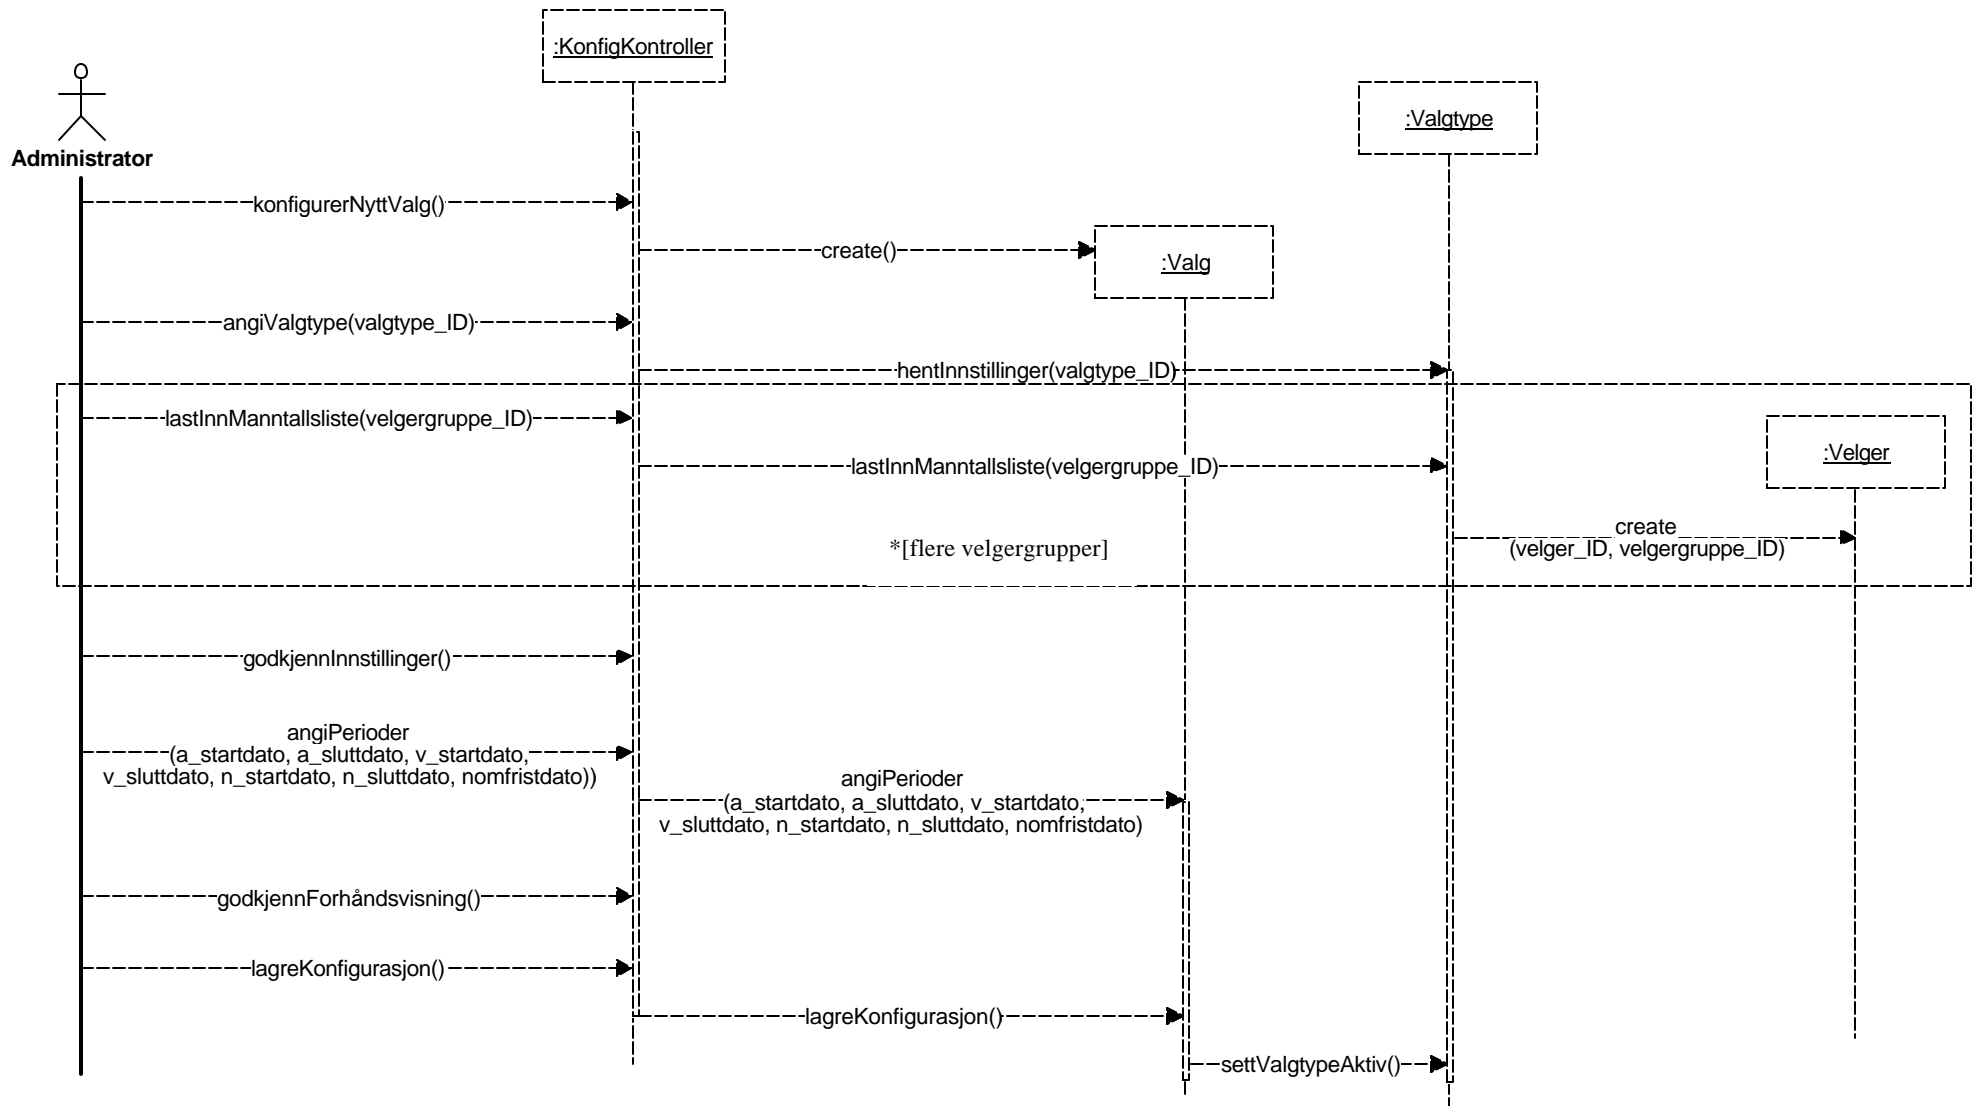 :KonfigKontroller
:Valgtype
Administrator
konfigurerNyttValg()
create()
:Valg
angiValgtype(valgtype_ID)
hentInnstillinger(valgtype_ID)
lastInnManntallsliste(velgergruppe_ID)
:Velger
lastInnManntallsliste(velgergruppe_ID)
create
(velger_ID, velgergruppe_ID)
*[flere velgergrupper]
godkjennInnstillinger()
angiPerioder
(a_startdato, a_sluttdato, v_startdato,
v_sluttdato, n_startdato, n_sluttdato, nomfristdato))
angiPerioder
(a_startdato, a_sluttdato, v_startdato,
v_sluttdato, n_startdato, n_sluttdato, nomfristdato)
godkjennForhåndsvisning()
lagreKonfigurasjon()
lagreKonfigurasjon()
settValgtypeAktiv()